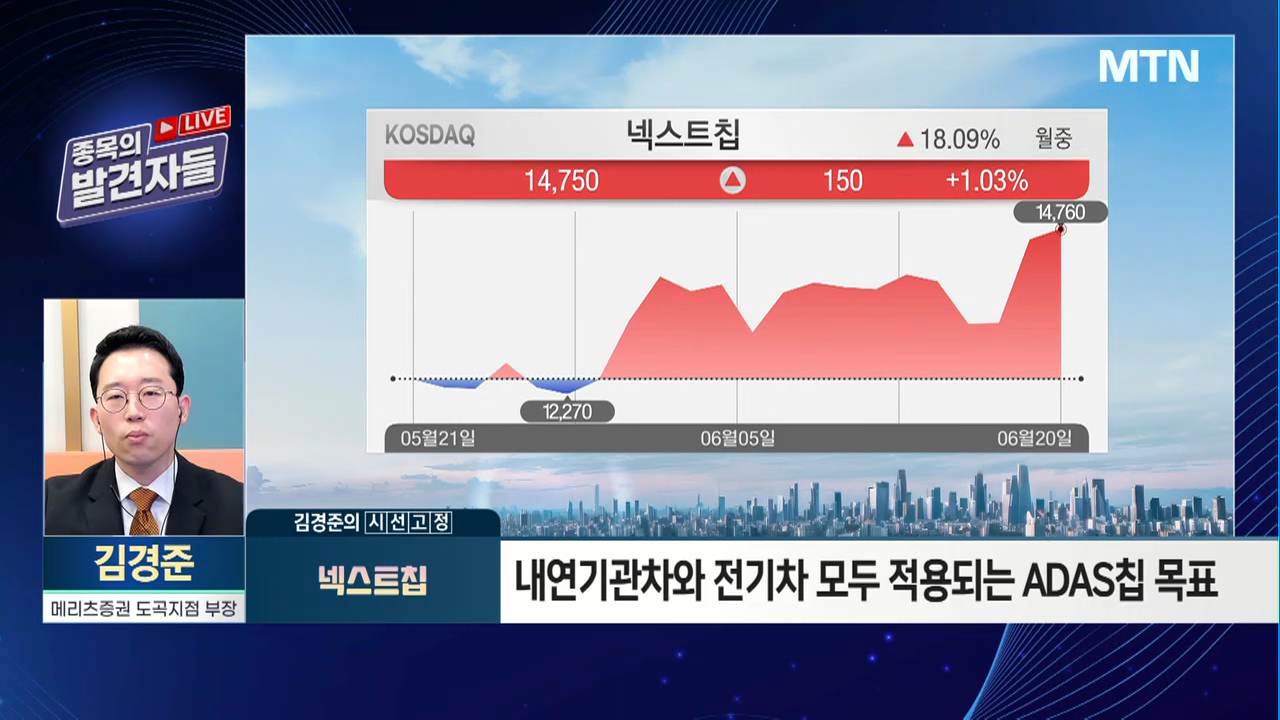 MTN
종목의
LIVE
발견자들
KOSDAQ
넥스트칩
▲ 18.09%
월중
14,750
150
+1.03%
14,760
12,270
05월21일
06월05일
06월20일
김경준의 시선고정
넥스트칩
내연기관차와 전기차 모두 적용되는 ADAS칩 목표
김경준
메리츠증권 도곡지점 부장